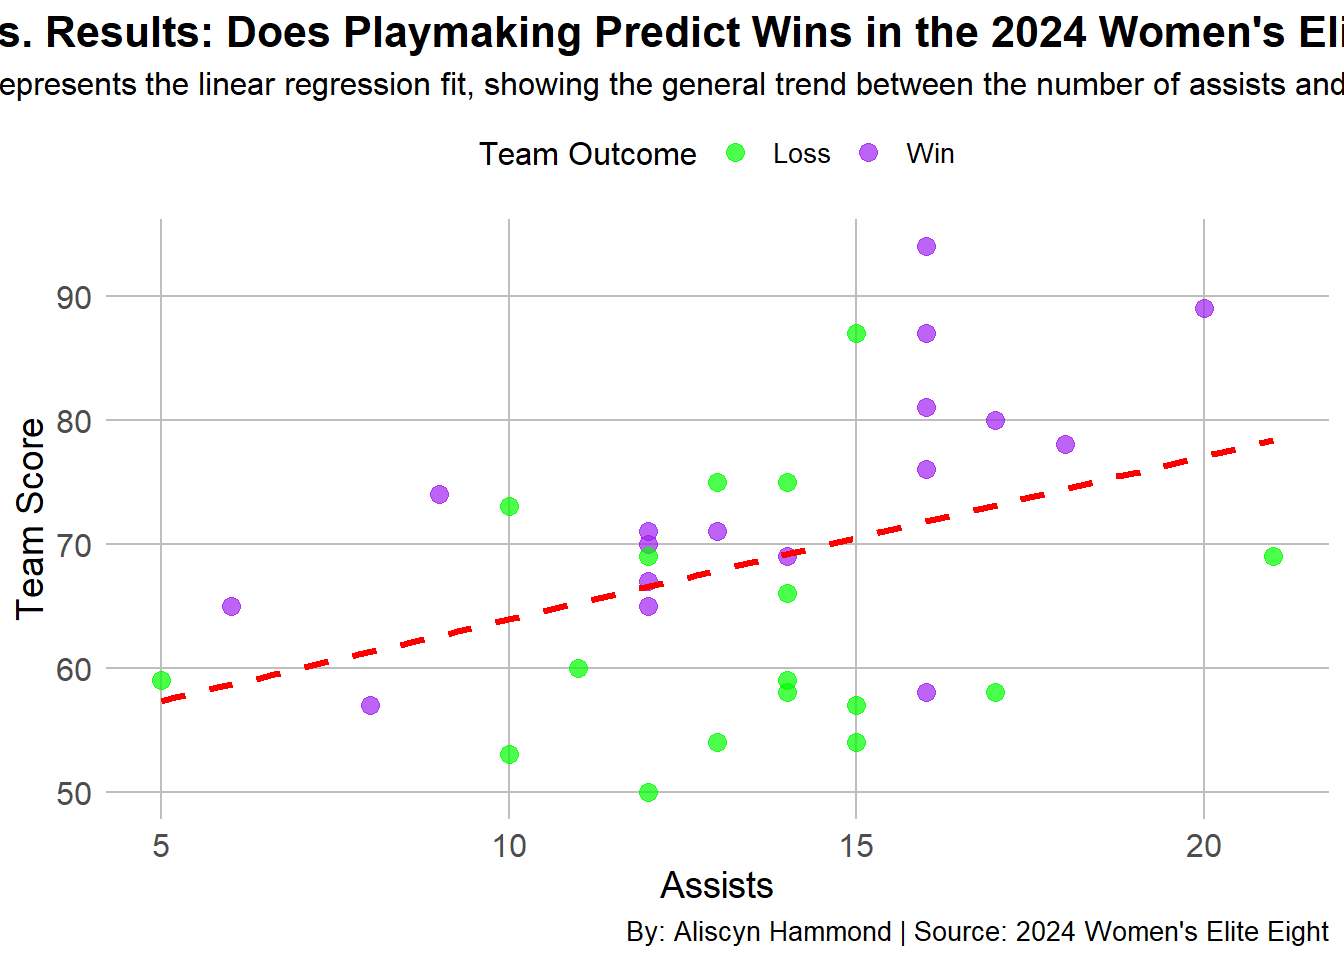 s. Results: Does Playmaking Predict Wins in the 2024 Women's Eli
epresents the linear regression fit, showing the general trend between the number of assists and
Team Outcome Loss Win
90
80
70
60
50
Team Score
5 10 15 20
Assists
By: Aliscyn Hammond | Source: 2024 Women's Elite Eight